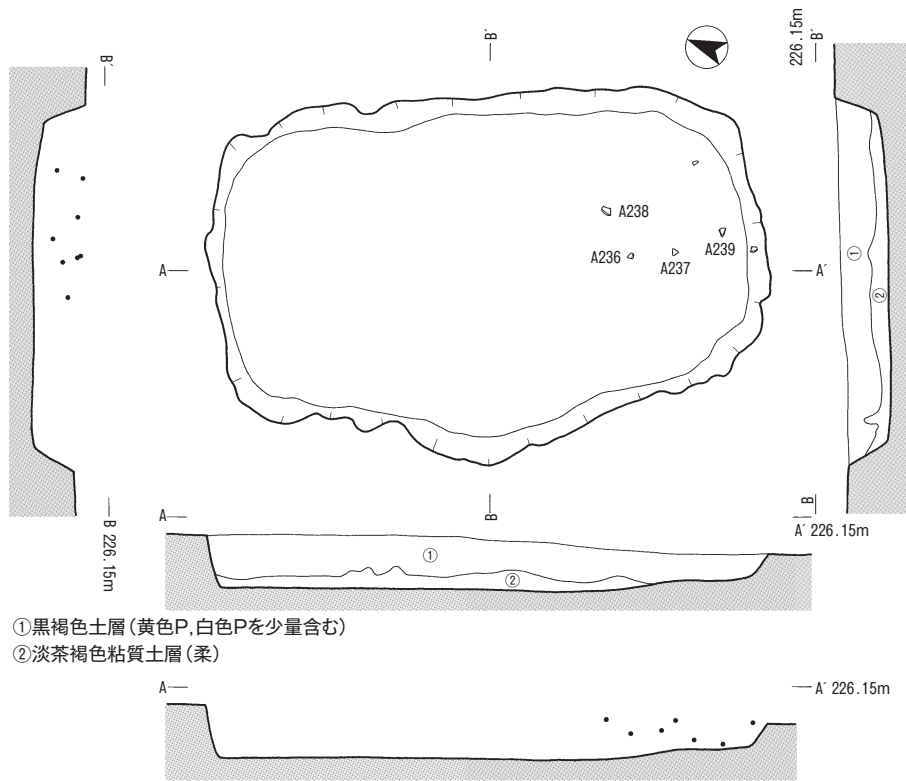 B´
B´
226.15m
B´
A238
A236
A237
A239
A
A´
①
②
B
226.15m
B
B
A
A´ 226.15m
①
②
①黒褐色土層(黄色P,白色Pを少量含む)
②淡茶褐色粘質土層(柔)
A
A´ 226.15m